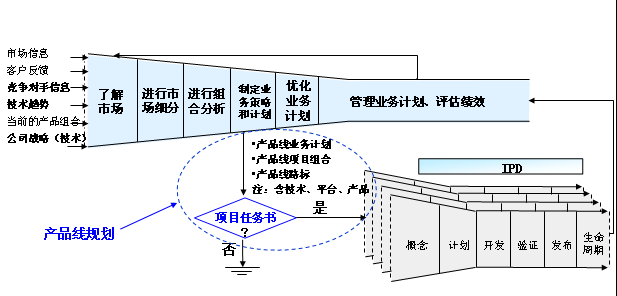 市场信息
客户反馈
竞争对手信息
技术趋势
当前的产品组合
公司战略（技术）
了解
市场
进行市
场细分
进行组
合分析
制定业
务策略
和计划
优化
业务
计划
管理业务计划、评估绩效
•产品线业务计划
•产品线项目组合
•产品线路标
注：含技术、平台、产品
IPD
产品线规划
项目任务书
?
是
否
概念
计划
开发
验证
发布
生命
周期